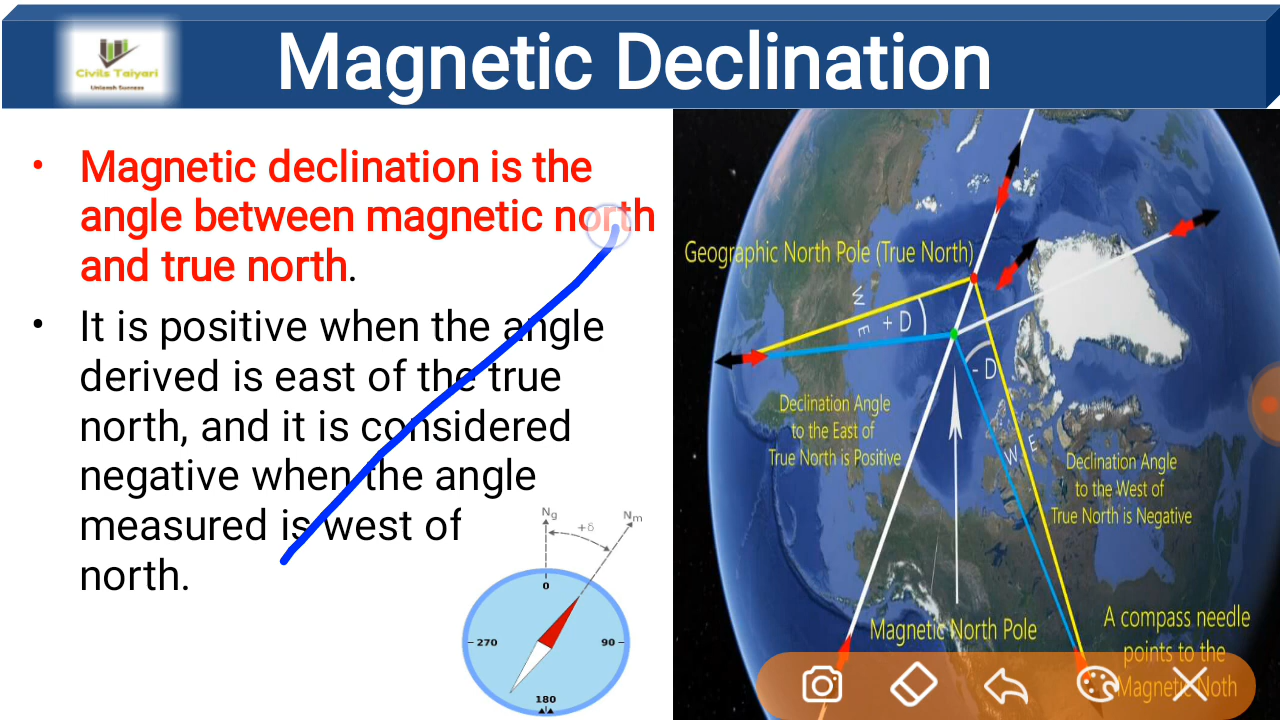 Magnetic Declination
Civils Taiyari
Unleash Success
• Magnetic declination is the
angle between magnetic north
and true north.
• It is positive when the angle
derived is east of the true
north, and it is considered
negative when the angle
measured is west of
north.
Ng
+δ
Nm
0
270
90
180
Geographic North Pole (True North)
W
E
+ D
- D
W
E
Declination Angle
to the East of
True North is Positive
Declination Angle
to the West of
True North is Negative
Magnetic North Pole
A compass needle
points to the
Magnetic Noth